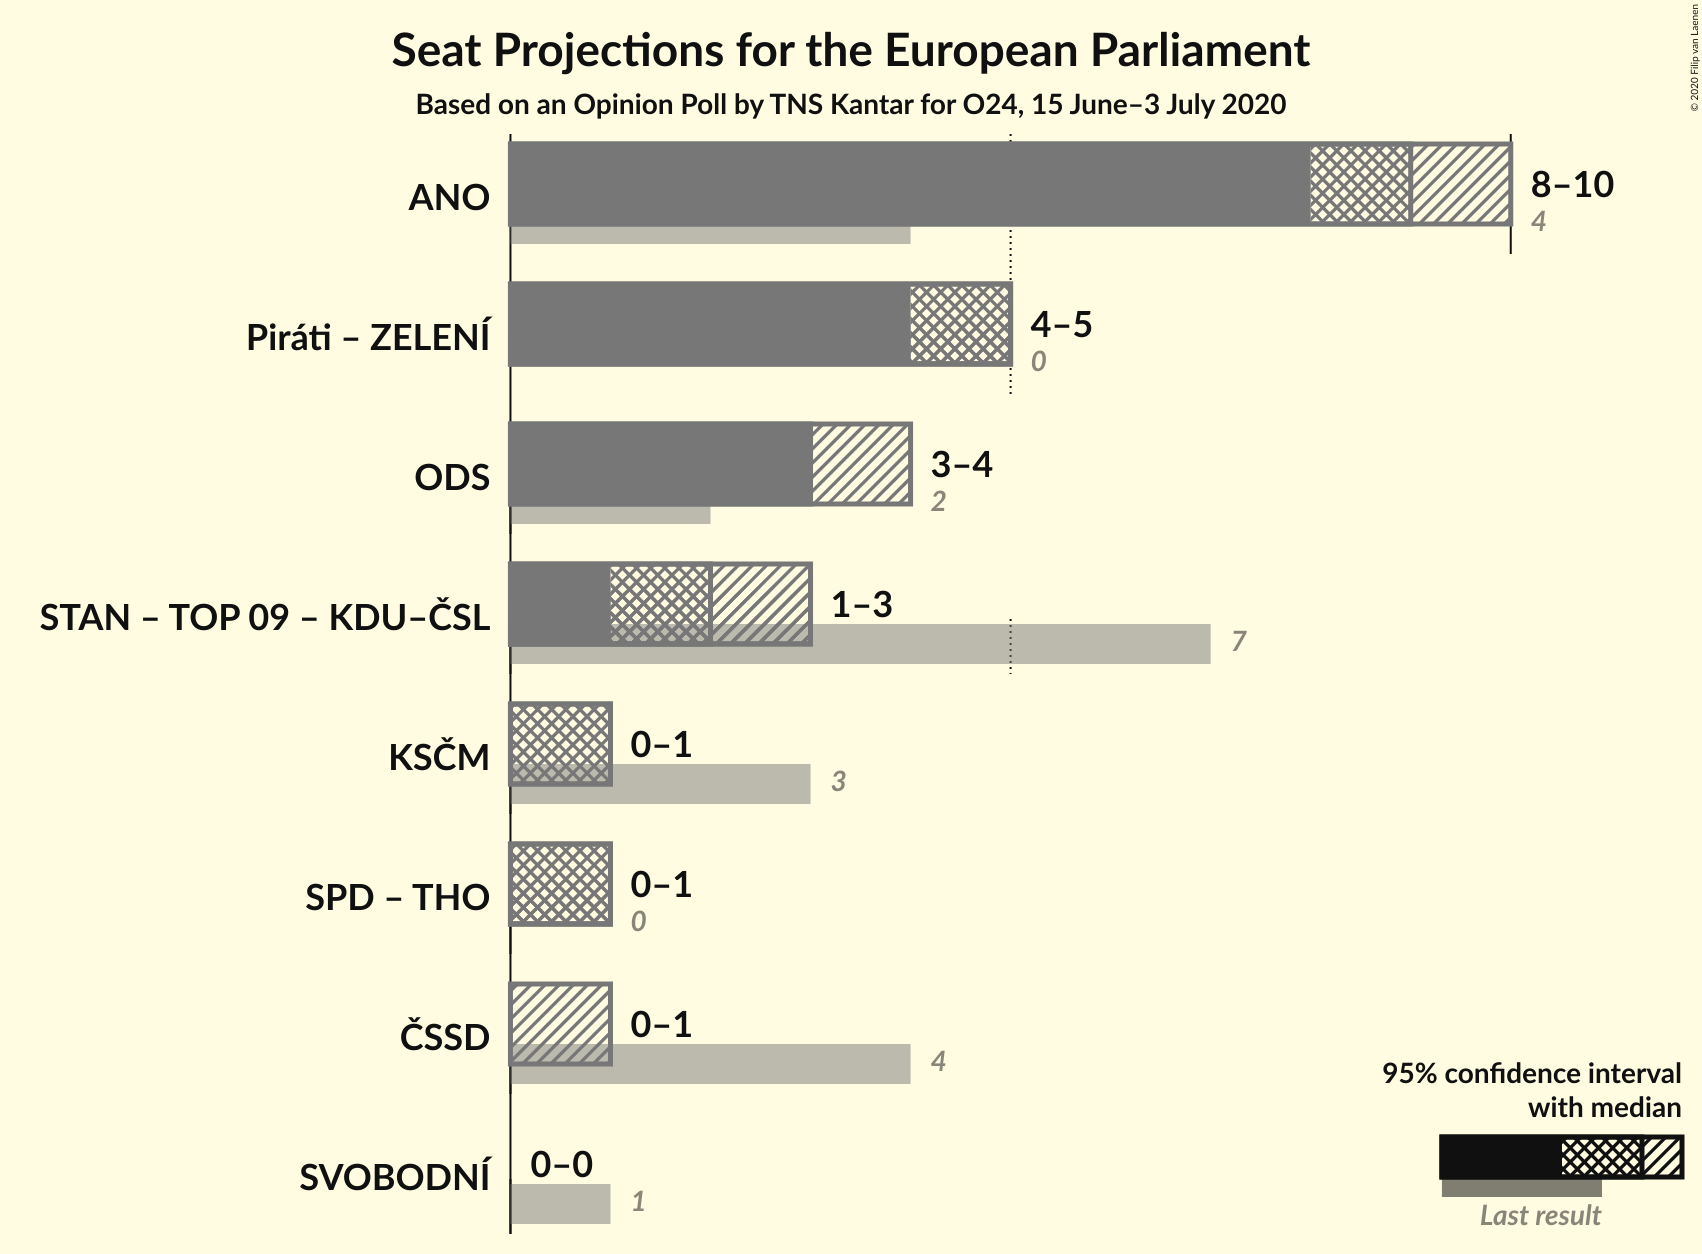 Seat Projections for the European Parliament
Based on an Opinion Poll by TNS Kantar for O24, 15 June–3 July 2020
© 2020 Filip van Laenen
ANO
8–10
4
Piráti – ZELENÍ
4–5
0
ODS
3–4
2
STAN – TOP 09 – KDU–ČSL
1–3
7
KSČM
0–1
3
SPD – THO
0–1
0
ČSSD
0–1
4
SVOBODNÍ
0–0
1
95% confidence interval
with median
Last result